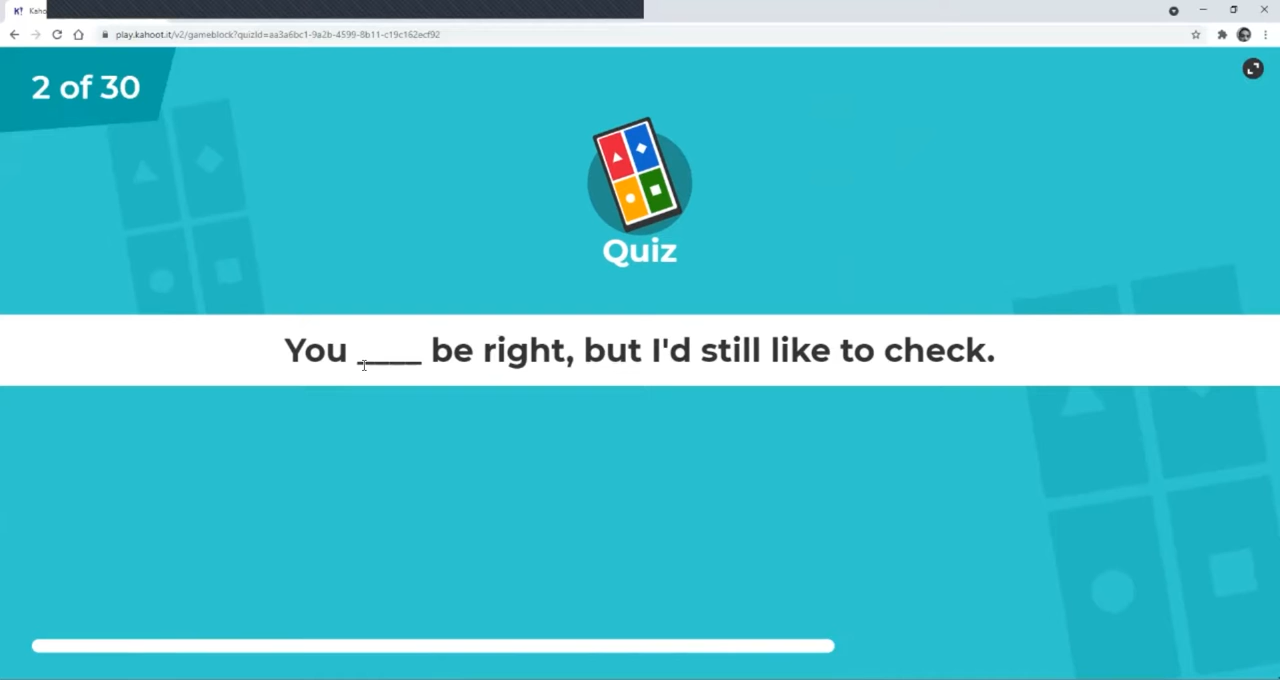 K! Kaho
play.kahoot.it/v2/gameblock?quizId=aa3a6bc1-9a2b-4599-8b11-c19c162ecf92
2 of 30
Quiz
You ____ be right, but I'd still like to check.